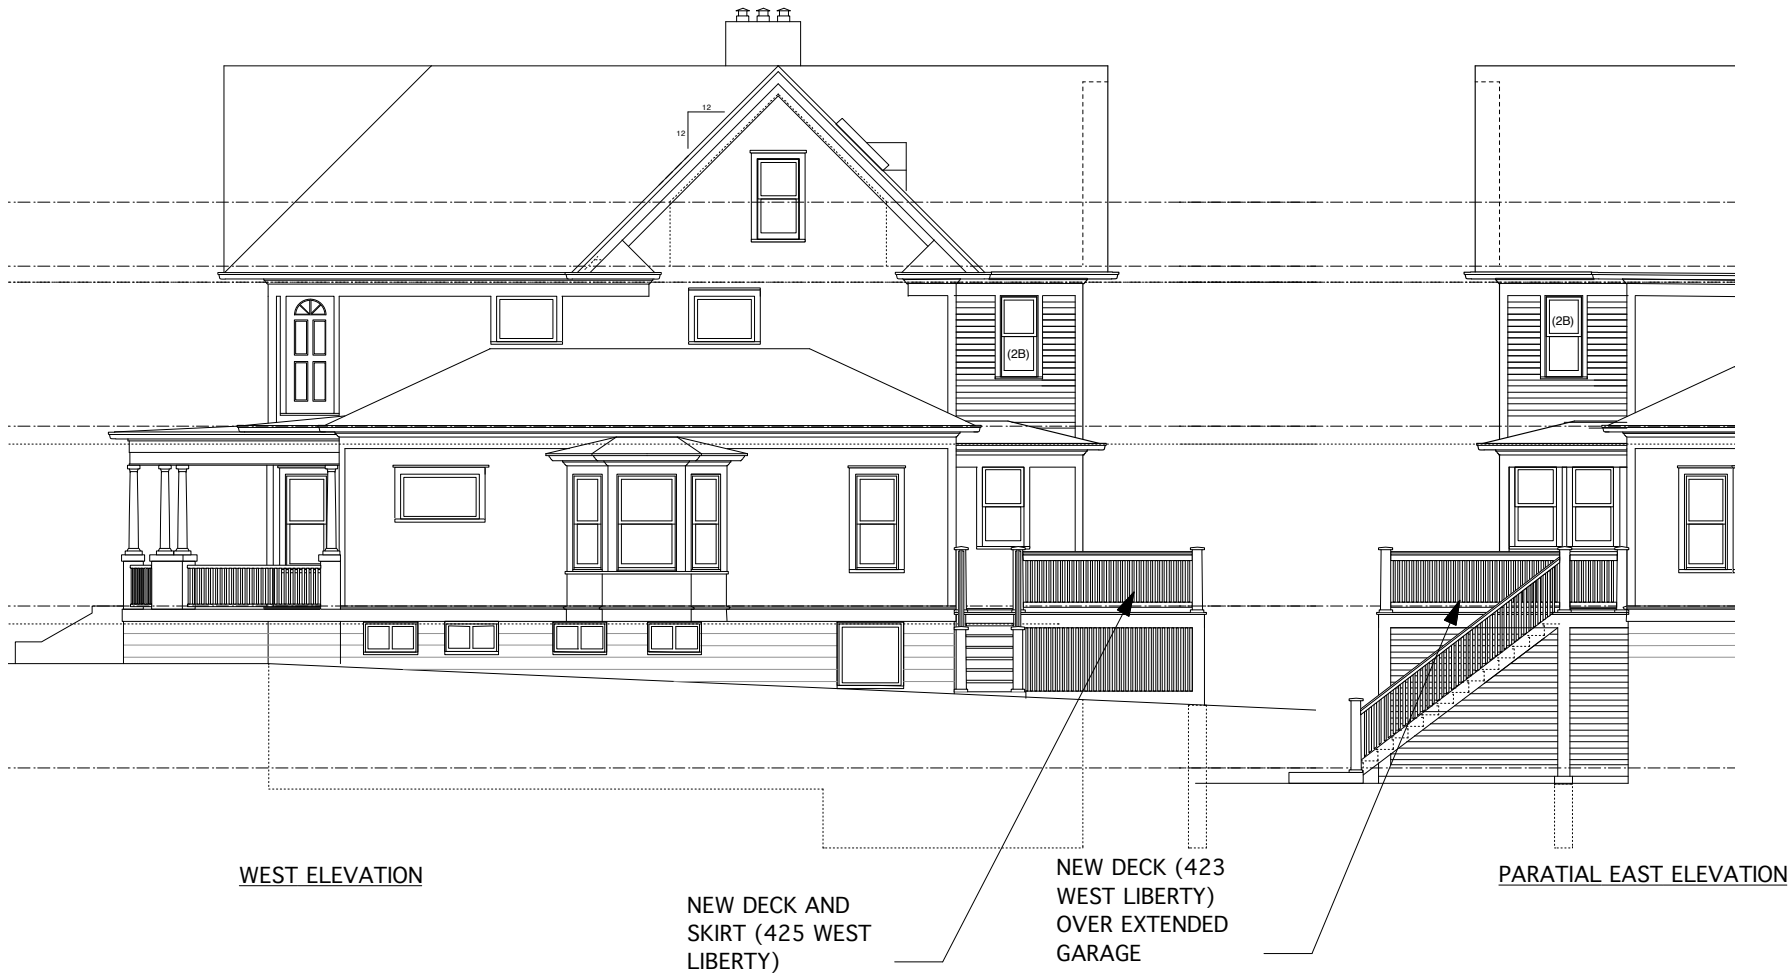 12
12
(2B)
(2B)
WEST ELEVATION
NEW DECK AND
SKIRT (425 WEST
LIBERTY)
NEW DECK (423
WEST LIBERTY)
OVER EXTENDED
GARAGE
PARATIAL EAST ELEVATION